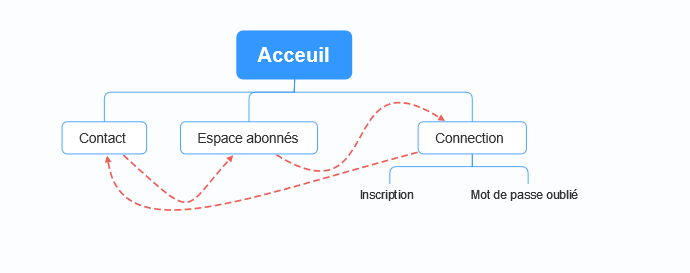 Acceuil
Contact
Espace abonnés
Connection
Inscription
Mot de passe oublié